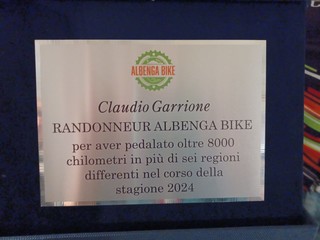 ALBENGA BIKE
Claudio Garrione
RANDONNEUR ALBENGA BIKE
per aver pedalato oltre 8000
chilometri in più di sei regioni
differenti nel corso della
stagione 2024